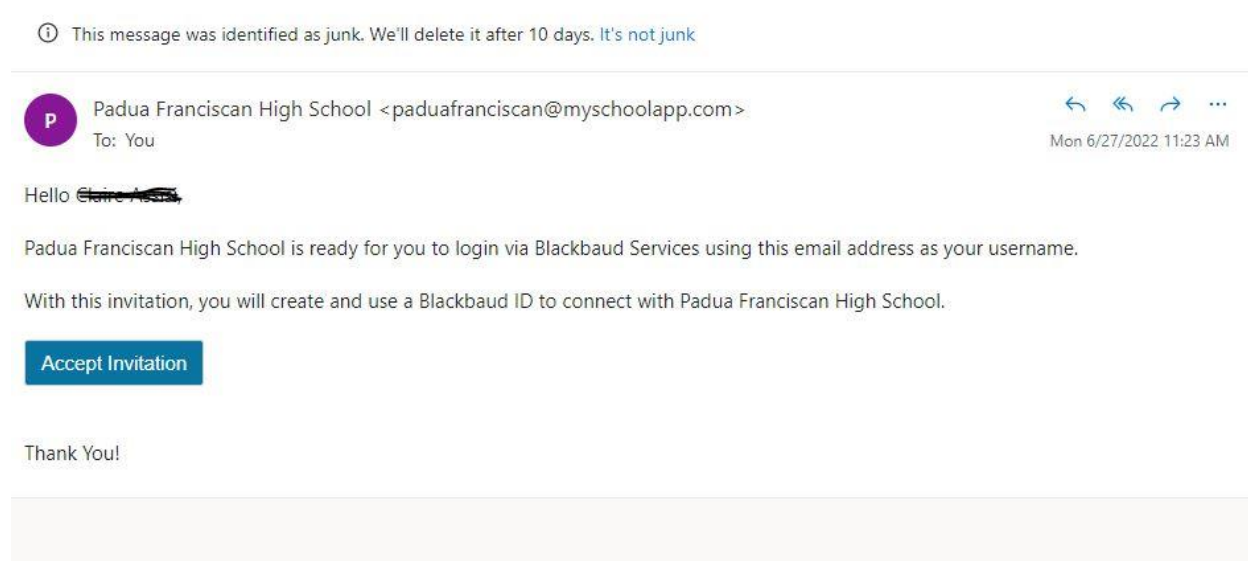 This message was identified as junk. We'll delete it after 10 days. It's not junk
P
Padua Franciscan High School <paduafranciscan@myschoolapp.com>
To: You
Mon 6/27/2022 11:23 AM
Hello
Padua Franciscan High School is ready for you to login via Blackbaud Services using this email address as your username.
With this invitation, you will create and use a Blackbaud ID to connect with Padua Franciscan High School.
Accept Invitation
Thank You!